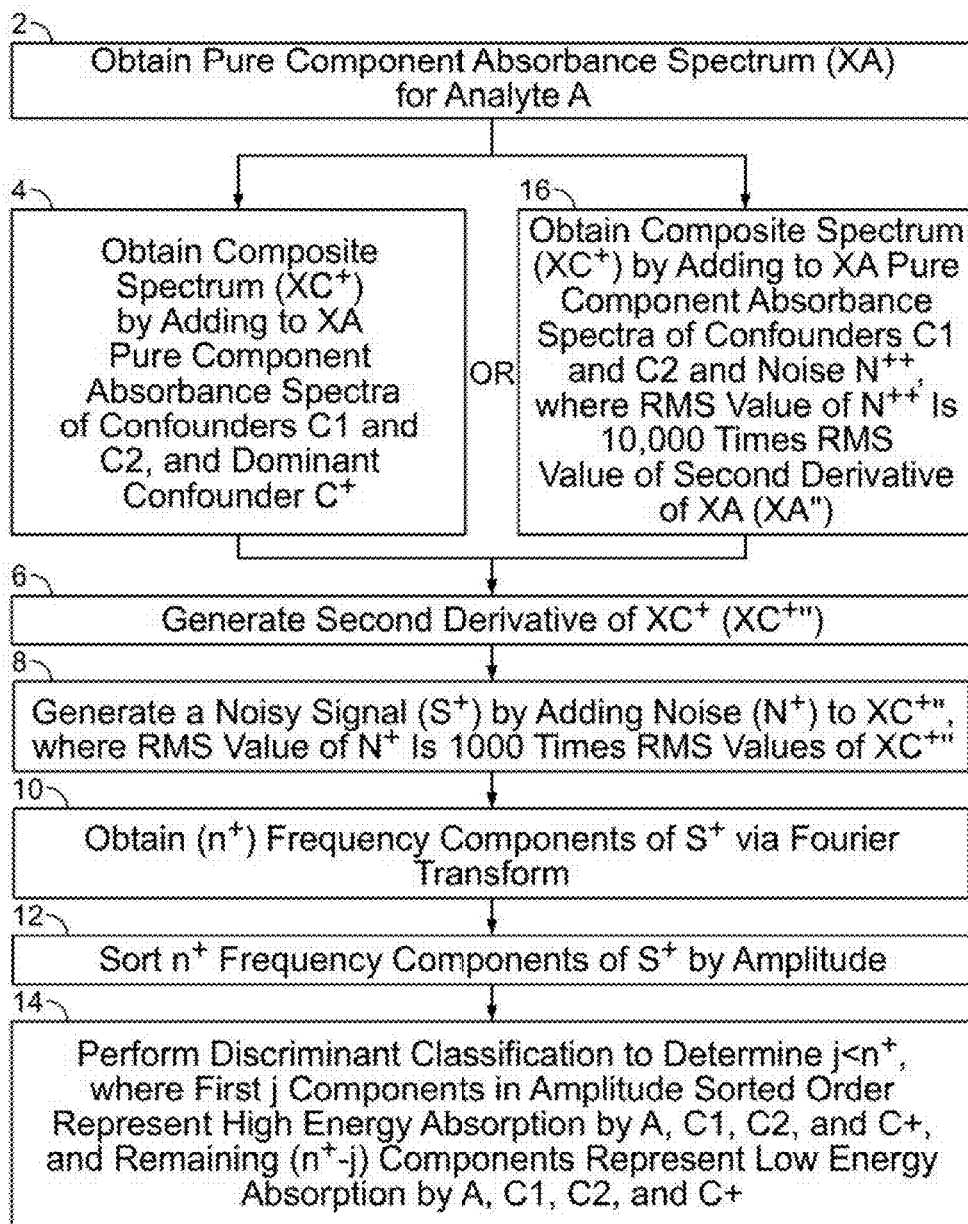 2
Obtain Pure Component Absorbance Spectrum (XA)
for Analyte A
4
Obtain Composite
Spectrum (XC⁺)
by Adding to XA
Pure Component
Absorbance Spectra
of Confounders C1 and
C2, and Dominant
Confounder C⁺
OR
16
Obtain Composite Spectrum
(XC⁺) by Adding to XA Pure
Component Absorbance
Spectra of Confounders C1
and C2 and Noise N⁺⁺,
where RMS Value of N⁺⁺ Is
10,000 Times RMS
Value of Second Derivative
of XA (XA")
6
Generate Second Derivative of XC⁺ (XC⁺")
8
Generate a Noisy Signal (S⁺) by Adding Noise (N⁺) to XC⁺",
where RMS Value of N⁺ Is 1000 Times RMS Values of XC⁺"
10
Obtain (n⁺) Frequency Components of S⁺ via Fourier
Transform
12
Sort n⁺ Frequency Components of S⁺ by Amplitude
14
Perform Discriminant Classification to Determine j<n⁺,
where First j Components in Amplitude Sorted Order
Represent High Energy Absorption by A, C1, C2, and C+,
and Remaining (n⁺-j) Components Represent Low Energy
Absorption by A, C1, C2, and C+